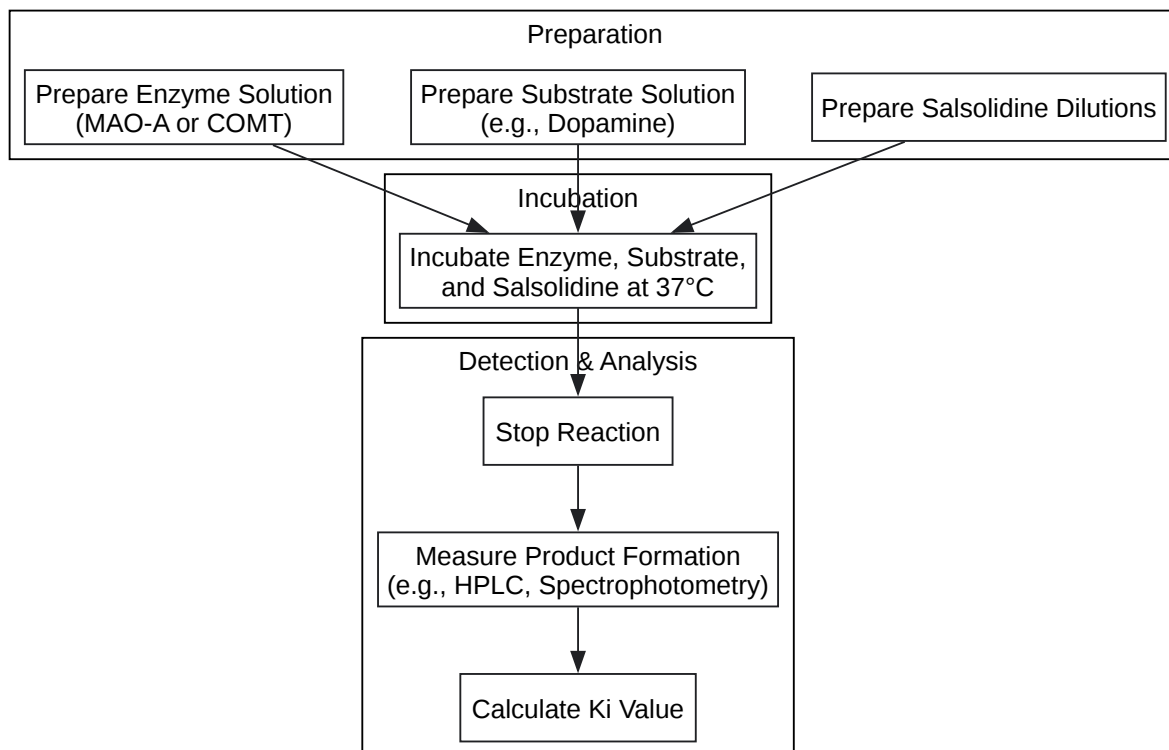 Preparation
Prepare Enzyme Solution
(MAO-A or COMT)
Prepare Substrate Solution
(e.g., Dopamine)
Prepare Salsolidine Dilutions
Incubation
Incubate Enzyme, Substrate,
and Salsolidine at 37°C
Detection & Analysis
Stop Reaction
Measure Product Formation
(e.g., HPLC, Spectrophotometry)
Calculate Ki Value